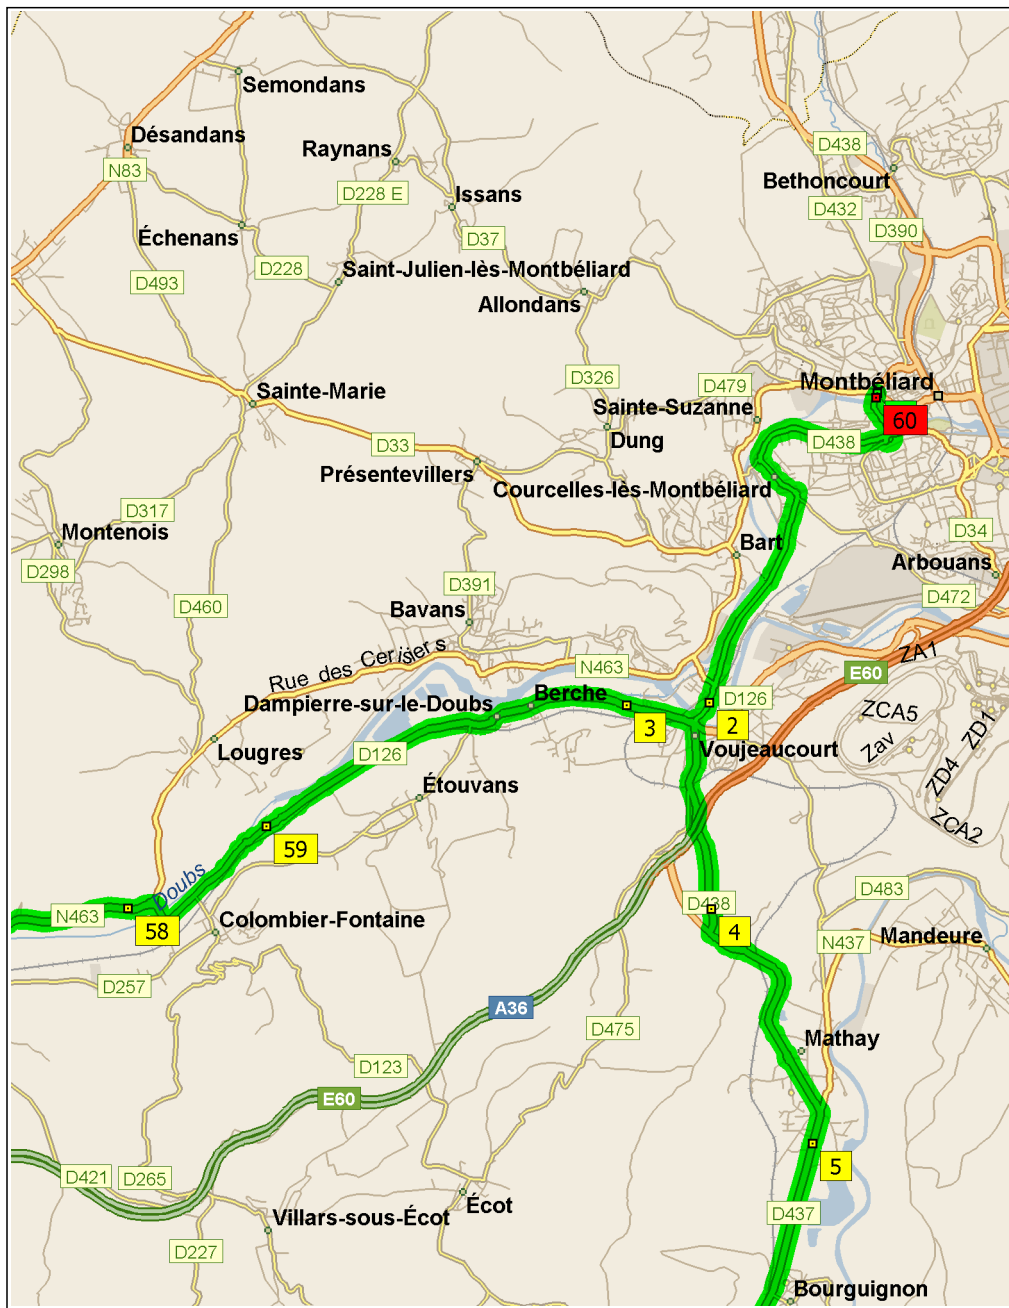 Semondans
Désandans
D438
Raynans
N83
Bethoncourt
D228 E
Issans
D432
D390
Échenans
D37
D228
Saint-Julien-lès-Montbéliard
D493
Allondans
D326
D479
Montbéliard
Sainte-Marie
Sainte-Suzanne
60
D33
Dung
D438
Présentevillers
Courcelles-lès-Montbéliard
D317
Montenois
D34
Bart
Arbouans
D298
D391
D472
D460
Bavans
Rue des Cerisiers
ZA1
N463
E60
Dampierre-sur-le-Doubs
Berche
D126
ZCA5
3
2
ZD1
Lougres
D126
Voujeaucourt
Zav
Étouvans
ZD4
ZCA2
59
Doubs
D483
N463
58
Colombier-Fontaine
D438
4
N437
Mandeure
D257
A36
D475
Mathay
D123
E60
5
D421
D265
Écot
Villars-sous-Écot
D437
D227
Bourguignon